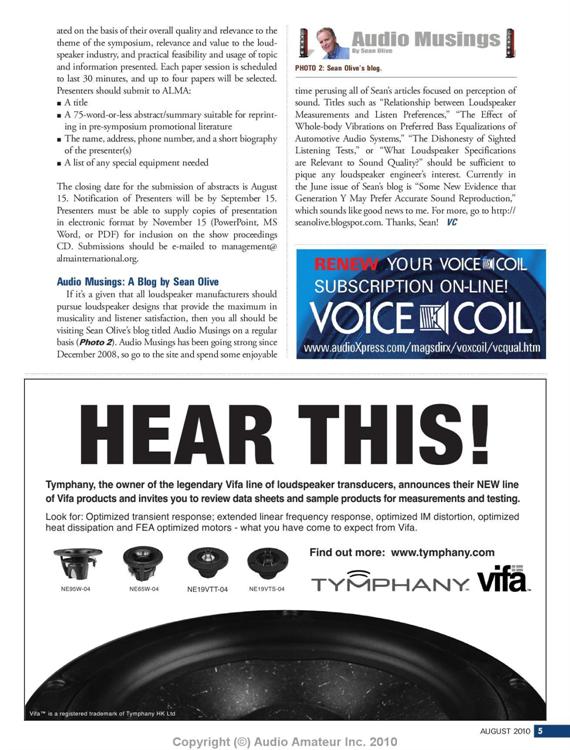 ated on the basis of their overall quality and relevance to the
theme of the symposium, relevance and value to the loud-
speaker industry, and practical feasibility and usage of topic
and information presented. Each paper session is scheduled
to last 30 minutes, and up to four papers will be selected.
Presenters should submit to ALMA:
■ A title
■ A 75-word-or-less abstract/summary suitable for reprint-
ing in pre-symposium promotional literature
■ The name, address, phone number, and a short biography
of the presenter(s)
■ A list of any special equipment needed
The closing date for the submission of abstracts is August
15. Notification of Presenters will be by September 15.
Presenters must be able to supply copies of presentation
in electronic format by November 15 (PowerPoint, MS
Word, or PDF) for inclusion on the show proceedings
CD. Submissions should be e-mailed to management@
almainternational.org.
Audio Musings: A Blog by Sean Olive
If it's a given that all loudspeaker manufacturers should
pursue loudspeaker designs that provide the maximum in
musicality and listener satisfaction, then you all should be
visiting Sean Olive's blog titled Audio Musings on a regular
basis (Photo 2). Audio Musings has been going strong since
December 2008, so go to the site and spend some enjoyable
Audio Musings
By Sean Olive
PHOTO 2: Sean Olive's blog.
time perusing all of Sean's articles focused on perception of
sound. Titles such as "Relationship between Loudspeaker
Measurements and Listen Preferences," "The Effect of
Whole-body Vibrations on Preferred Bass Equalizations of
Automotive Audio Systems," "The Dishonesty of Sighted
Listening Tests," or "What Loudspeaker Specifications
are Relevant to Sound Quality?" should be sufficient to
pique any loudspeaker engineer's interest. Currently in
the June issue of Sean's blog is "Some New Evidence that
Generation Y May Prefer Accurate Sound Reproduction,"
which sounds like good news to me. For more, go to http://
seanolive.blogspot.com. Thanks, Sean! VC
RENEW YOUR VOICE COIL
SUBSCRIPTION ON-LINE!
VOICE COIL
www.audioXpress.com/magsdirx/voxcoil/vcqual.htm
HEAR THIS!
Tymphany, the owner of the legendary Vifa line of loudspeaker transducers, announces their NEW line
of Vifa products and invites you to review data sheets and sample products for measurements and testing.
Look for: Optimized transient response; extended linear frequency response, optimized IM distortion, optimized
heat dissipation and FEA optimized motors - what you have come to expect from Vifa.
Find out more: www.tymphany.com
NE95W-04 NE65W-04 NE19VTT-04 NE19VTS-04
TYMPHANY vifa
Vifa™ is a registered trademark of Tymphany HK Ltd
AUGUST 2010 5
Copyright (©) Audio Amateur Inc. 2010